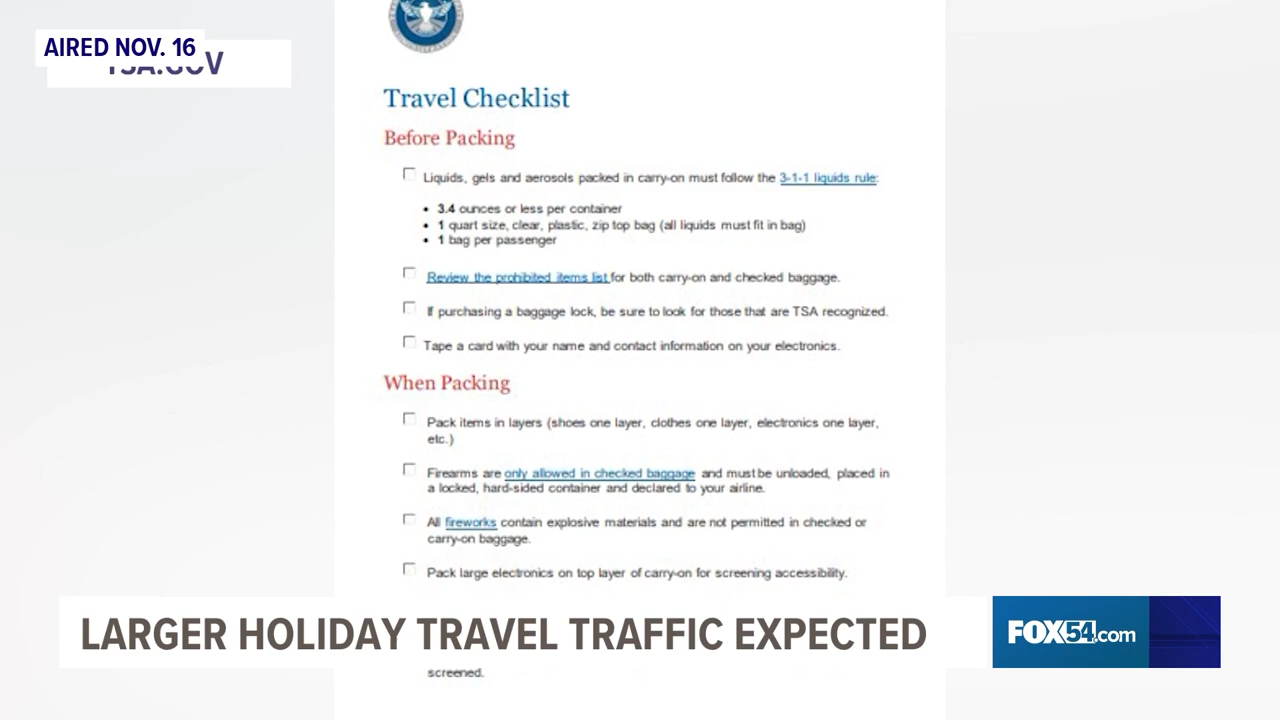 AIRED NOV. 16
TSA.GOV
Travel Checklist
Before Packing
Liquids, gels and aerosols packed in carry-on must follow the 3-1-1 liquids rule:
• 3.4 ounces or less per container
• 1 quart size, clear, plastic, zip top bag (all liquids must fit in bag)
• 1 bag per passenger
Review the prohibited items list for both carry-on and checked baggage.
If purchasing a baggage lock, be sure to look for those that are TSA recognized.
Tape a card with your name and contact information on your electronics.
When Packing
Pack items in layers (shoes one layer, clothes one layer, electronics one layer,
etc.)
Firearms are only allowed in checked baggage and must be unloaded, placed in
a locked, hard-sided container and declared to your airline.
All fireworks contain explosive materials and are not permitted in checked or
carry-on baggage.
Pack large electronics on top layer of carry-on for screening accessibility.
LARGER HOLIDAY TRAVEL TRAFFIC EXPECTED
FOX54.com
screened.